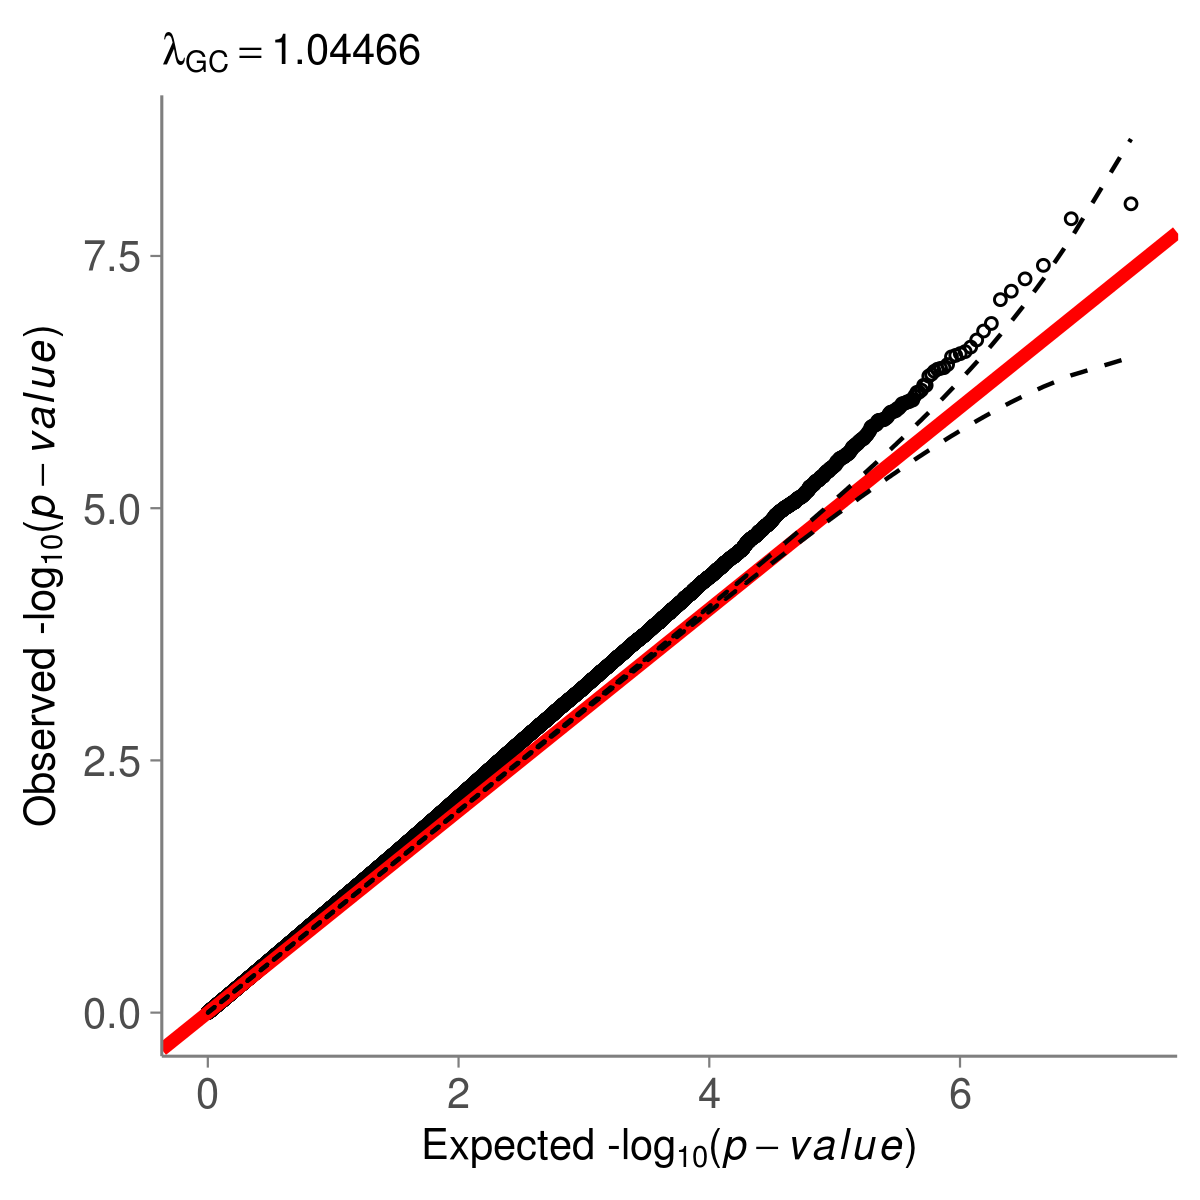 λGC = 1.04466
Observed -log10(p − value)
7.5
5.0
2.5
0.0
0 2 4 6
Expected -log10(p − value)